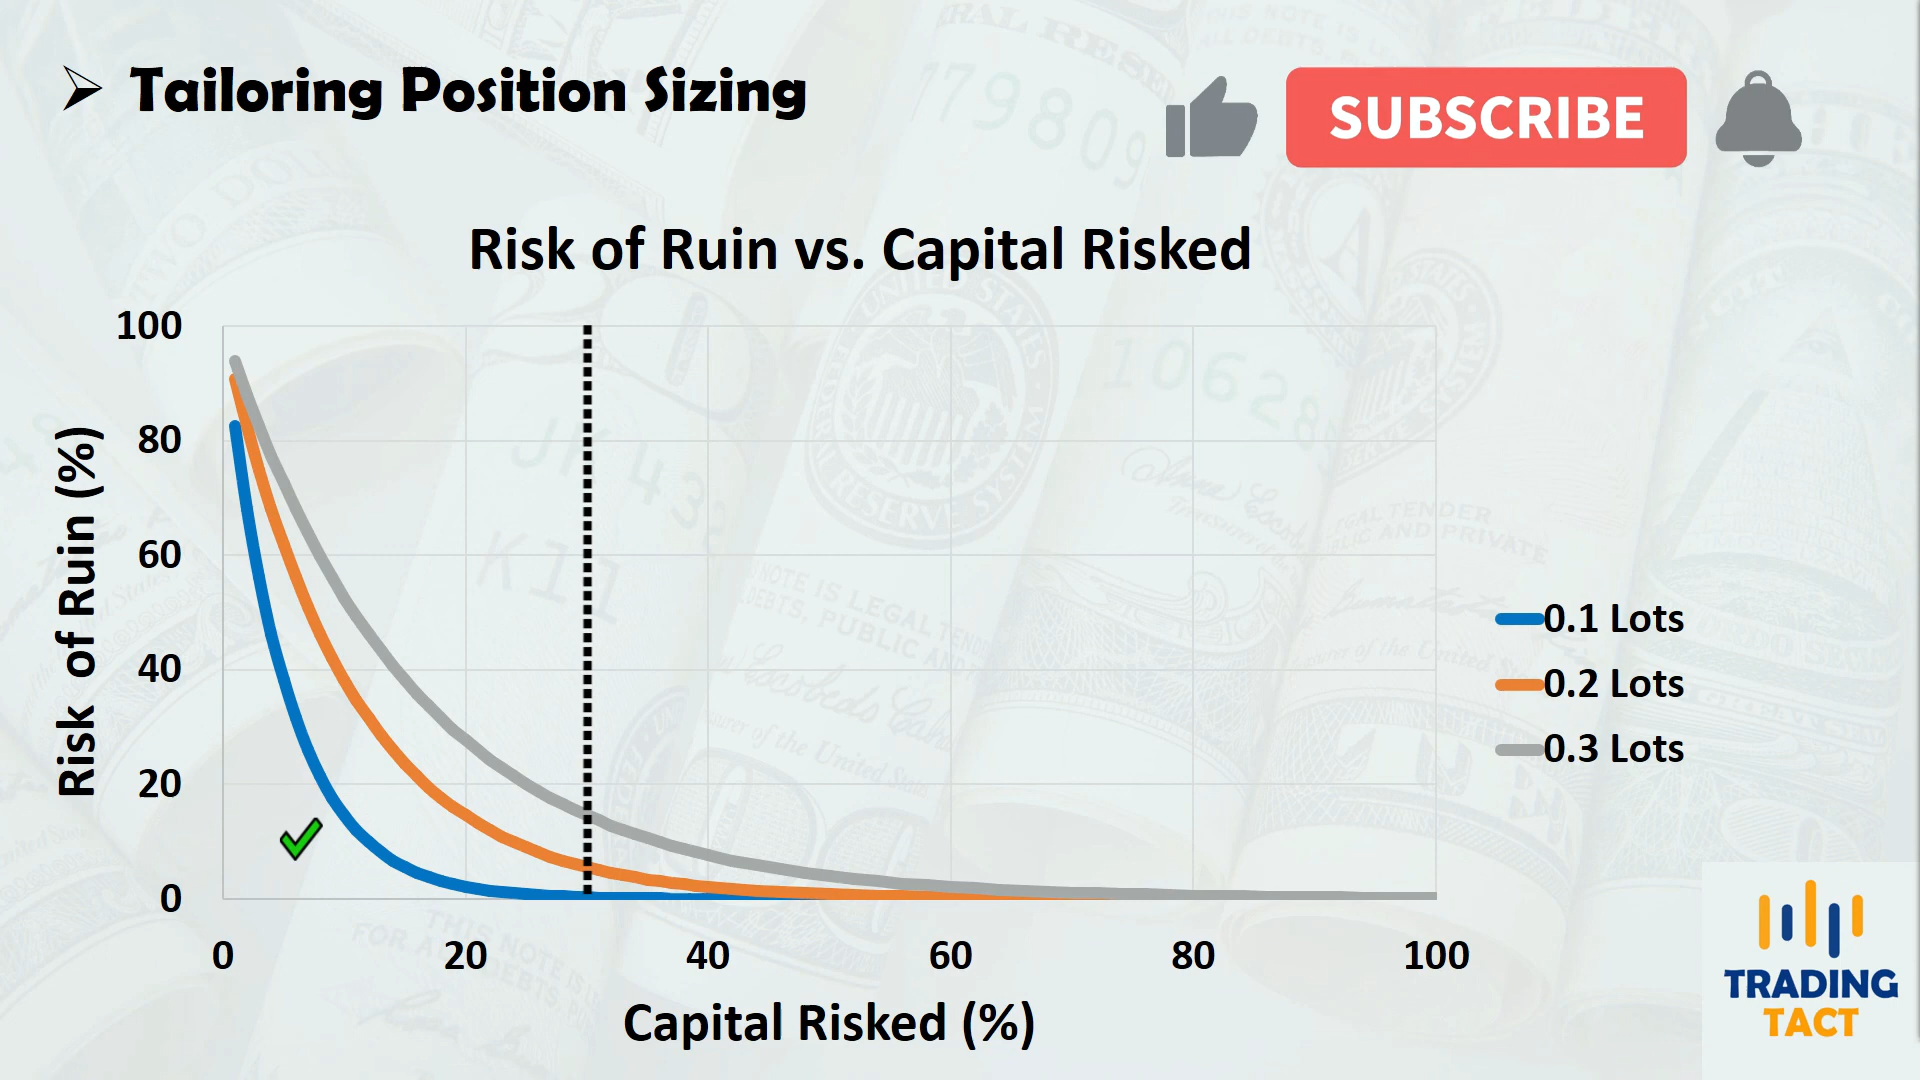 ➢ Tailoring Position Sizing
SUBSCRIBE
Risk of Ruin vs. Capital Risked
Risk of Ruin (%)
100
80
60
40
20
0
0 20 40 60 80 100
Capital Risked (%)
0.1 Lots
0.2 Lots
0.3 Lots
TRADING
TACT